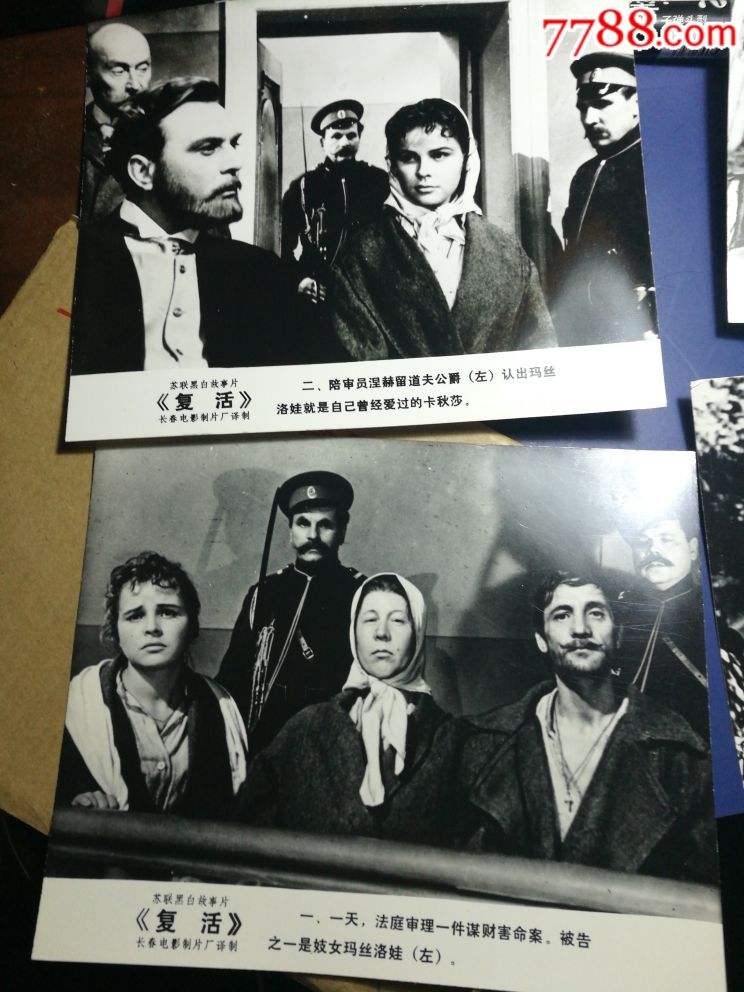 7788.com
苏联黑白故事片
《复活》
长春电影制片厂译制
二、陪审员涅赫留道夫公爵（左）认出玛丝
洛娃就是自己曾经爱过的卡秋莎。
苏联黑白故事片
《复活》
长春电影制片厂译制
一、一天，法庭审理一件谋财害命案。被告
之一是妓女玛丝洛娃（左）。